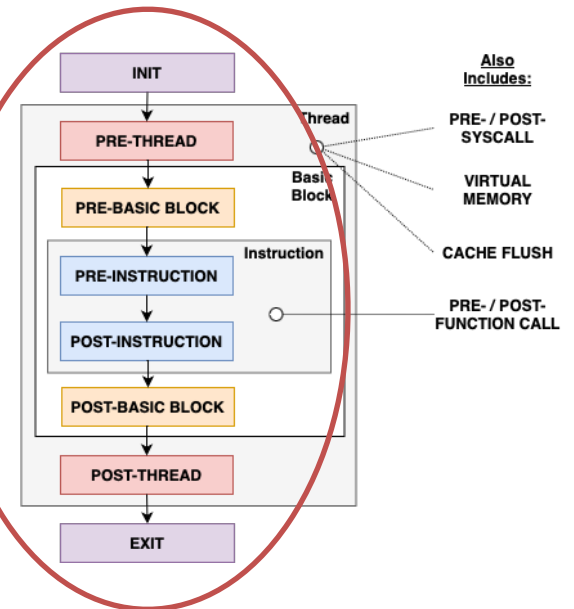 INIT
Thread
PRE-THREAD
Basic
Block
PRE-BASIC BLOCK
Instruction
PRE-INSTRUCTION
POST-INSTRUCTION
POST-BASIC BLOCK
POST-THREAD
EXIT
Also
Includes:
PRE- / POST-
SYSCALL
VIRTUAL
MEMORY
CACHE FLUSH
PRE- / POST-
FUNCTION CALL